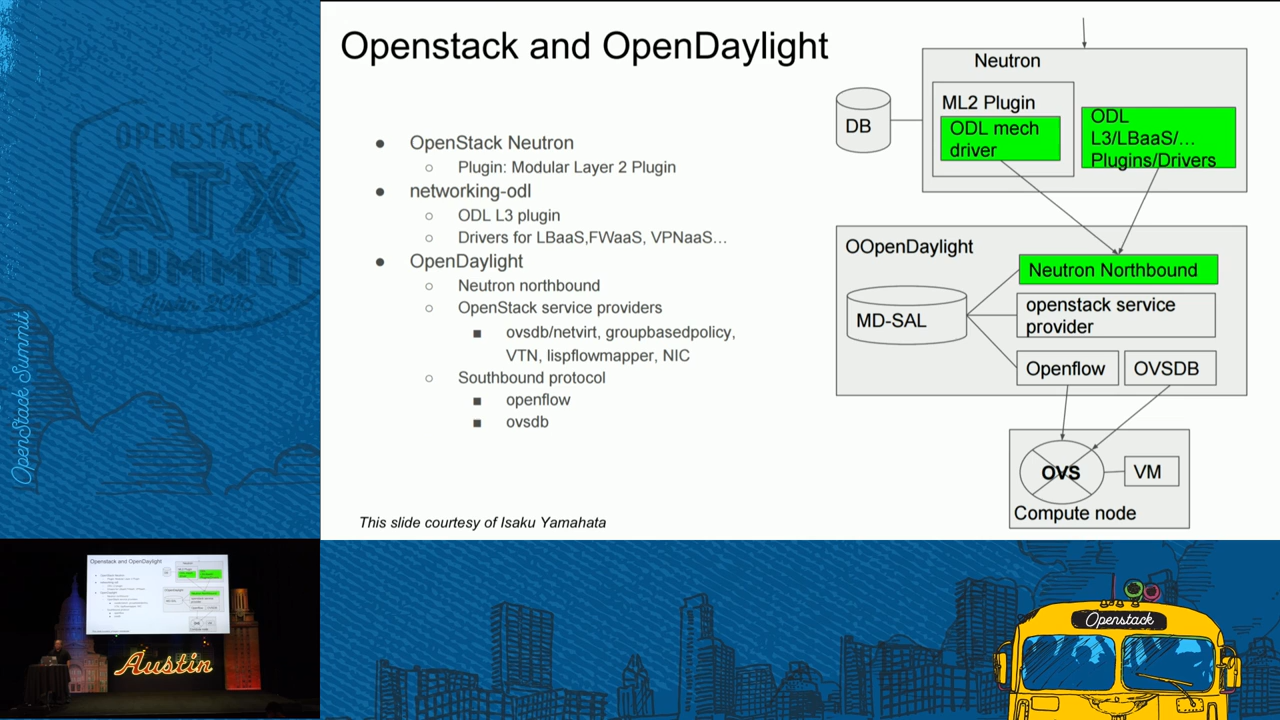 Openstack and OpenDaylight
OpenStack Neutron
Plugin: Modular Layer 2 Plugin
networking-odl
ODL L3 plugin
Drivers for LBaaS,FWaaS, VPNaaS…
OpenDaylight
Neutron northbound
OpenStack service providers
ovsdb/netvirt, groupbasedpolicy,
VTN, lispflowmapper, NIC
Southbound protocol
openflow
ovsdb
This slide courtesy of Isaku Yamahata
Neutron
DB
ML2 Plugin
ODL mech
driver
ODL
L3/LBaaS/…
Plugins/Drivers
OOpenDaylight
Neutron Northbound
MD-SAL
openstack service
provider
Openflow
OVSDB
OVS
VM
Compute node
OPENSTACK
ATX
SUMMIT
OpenStack Summit
Openstack and OpenDaylight
Austin
Openstack